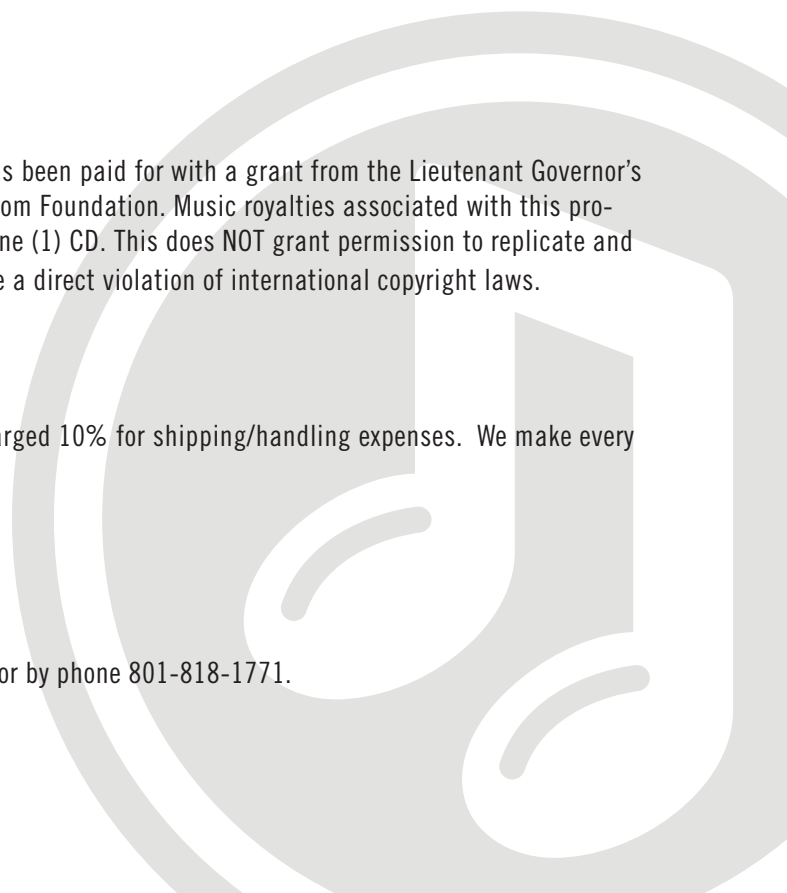 s been paid for with a grant from the Lieutenant Governor’s
om Foundation. Music royalties associated with this pro-
ne (1) CD. This does NOT grant permission to replicate and
e a direct violation of international copyright laws.
arged 10% for shipping/handling expenses.  We make every
or by phone 801-818-1771.